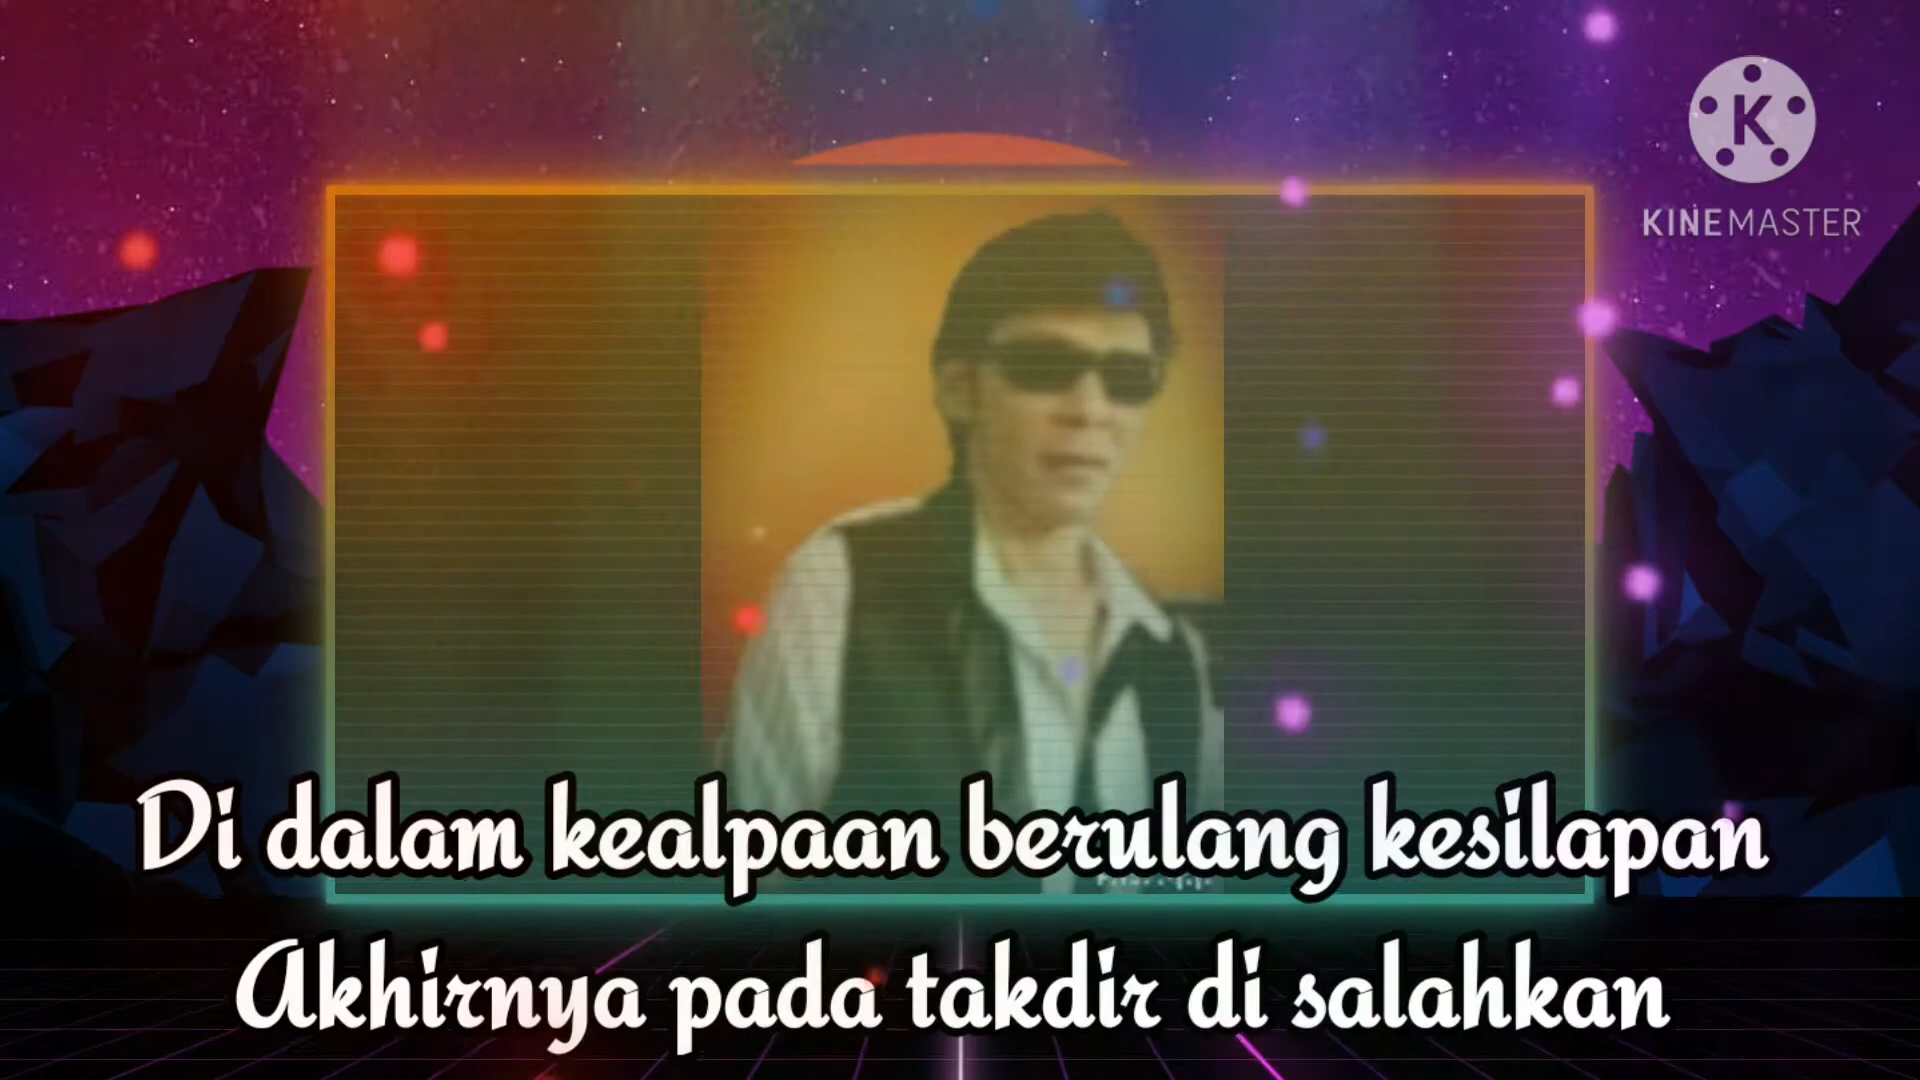 K
KINEMASTER
Di dalam kealpaan berulang kesilapan
Akhirnya pada takdir di salahkan